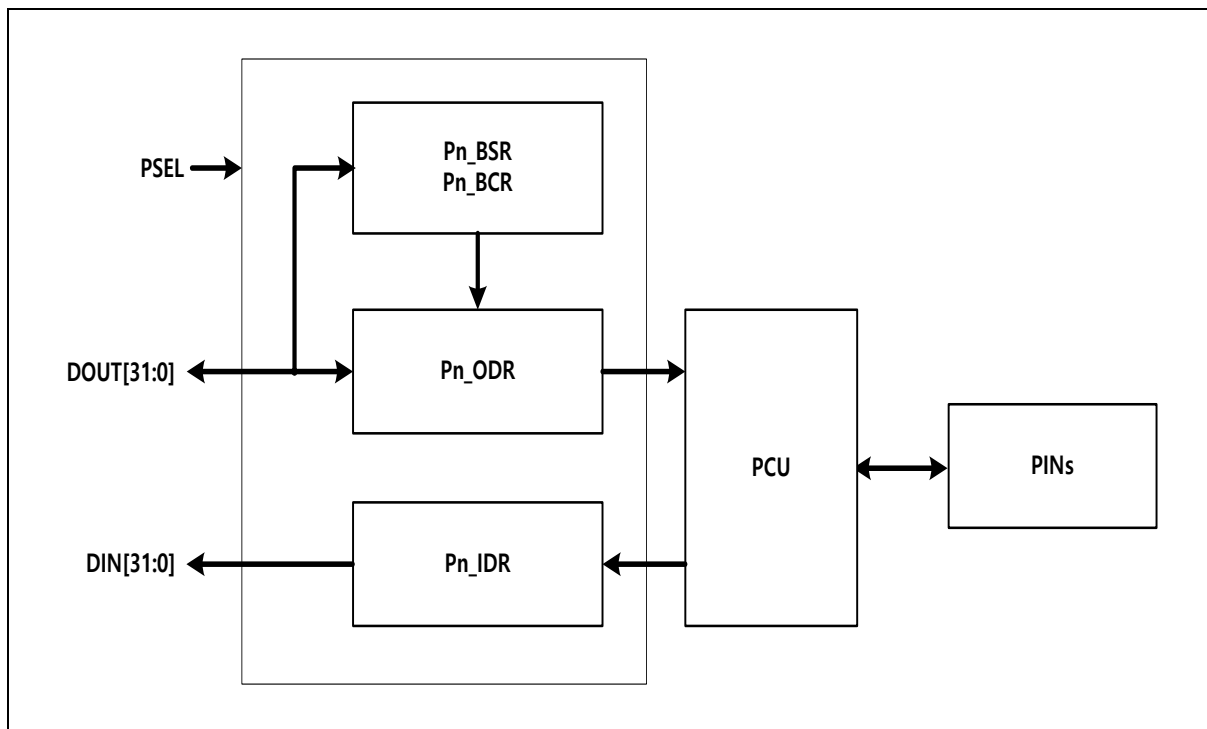 PSEL
Pn_BSR
Pn_BCR
DOUT[31:0]
Pn_ODR
PCU
PINs
DIN[31:0]
Pn_IDR